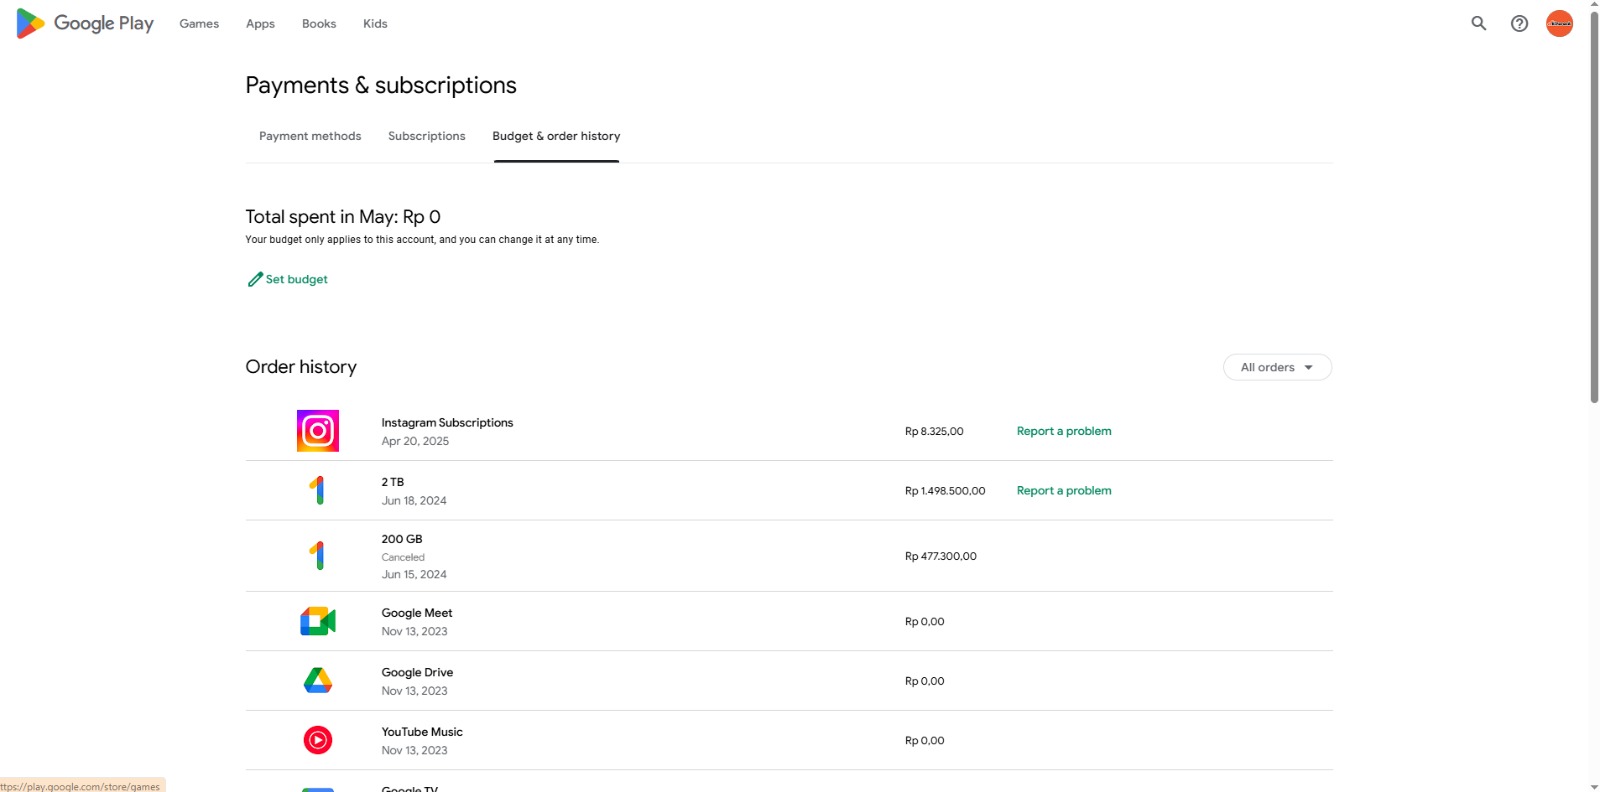 Google Play Games Apps Books Kids
Payments & subscriptions
Payment methods Subscriptions Budget & order history
Total spent in May: Rp 0
Your budget only applies to this account, and you can change it at any time.
Set budget
Order history All orders
Instagram Subscriptions
Apr 20, 2025
Rp 8.325,00 Report a problem
2 TB
Jun 18, 2024
Rp 1.498.500,00 Report a problem
200 GB
Canceled
Jun 15, 2024
Rp 477.300,00
Google Meet
Nov 13, 2023
Rp 0,00
Google Drive
Nov 13, 2023
Rp 0,00
YouTube Music
Nov 13, 2023
Rp 0,00
Google TV
ttps://play.google.com/store/games